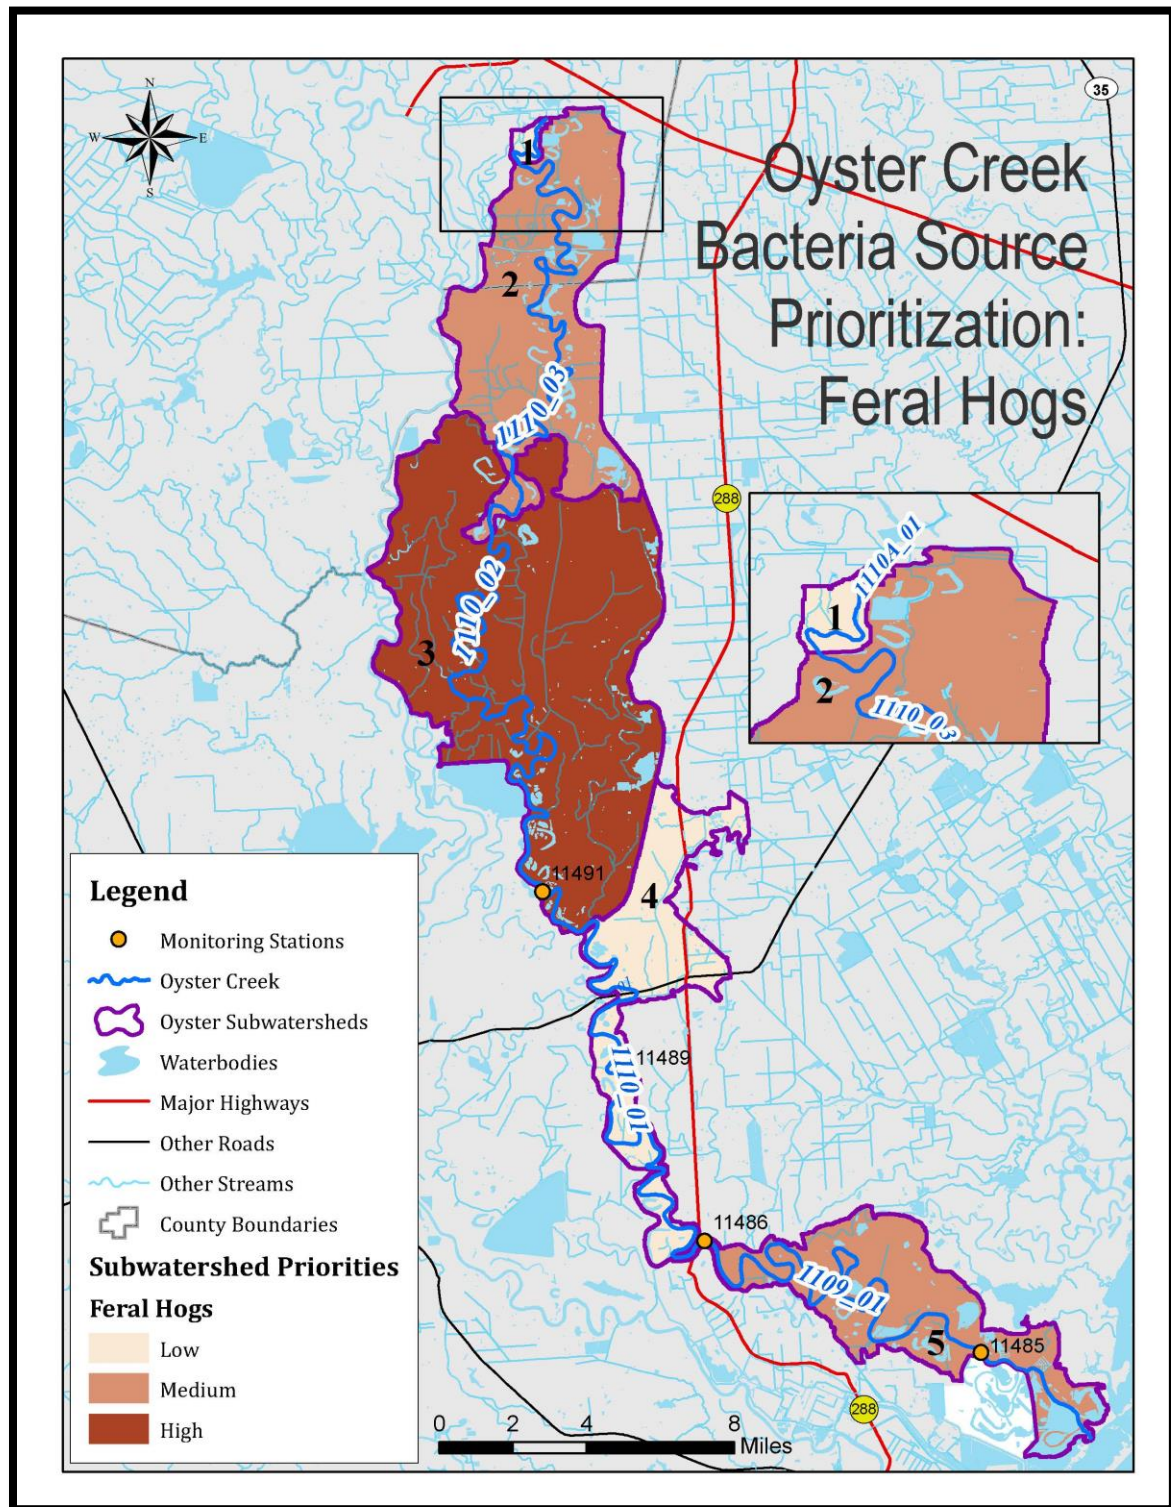 N
W
E
S
35
Oyster Creek
Bacteria Source
Prioritization:
Feral Hogs
1
2
1110_03
288
1110A_01
1
2
1110_03
1110_02
3
11491
4
11489
1110_01
11486
1109_01
5
11485
288
Legend
Monitoring Stations
Oyster Creek
Oyster Subwatersheds
Waterbodies
Major Highways
Other Roads
Other Streams
County Boundaries
Subwatershed Priorities
Feral Hogs
Low
Medium
High
0 2 4 8
Miles